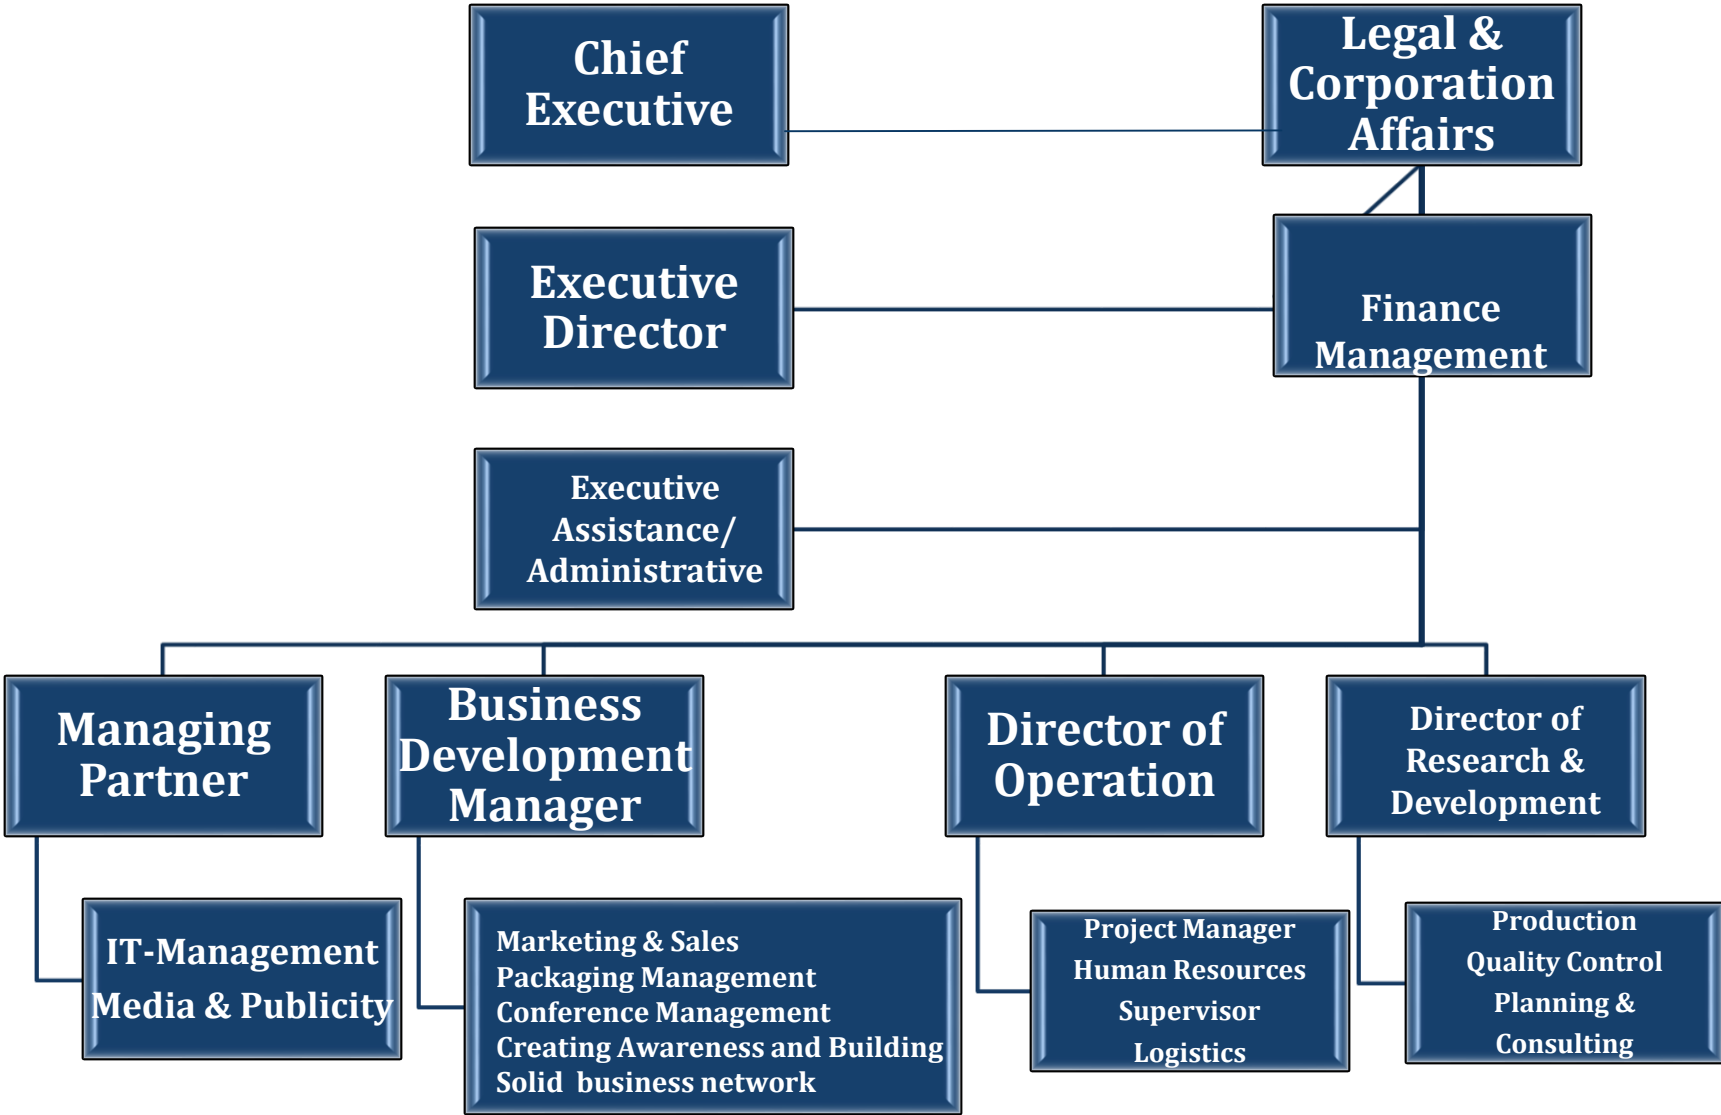 Chief
Executive
Legal &
Corporation
Affairs
Executive
Director
Finance
Management
Executive
Assistance/
Administrative
Managing
Partner
Business
Development
Manager
Director of
Operation
Director of
Research &
Development
IT-Management
Media & Publicity
Marketing & Sales
Packaging Management
Conference Management
Creating Awareness and Building
Solid  business network
Project Manager
Human Resources
Supervisor
Logistics
Production
Quality Control
Planning &
Consulting